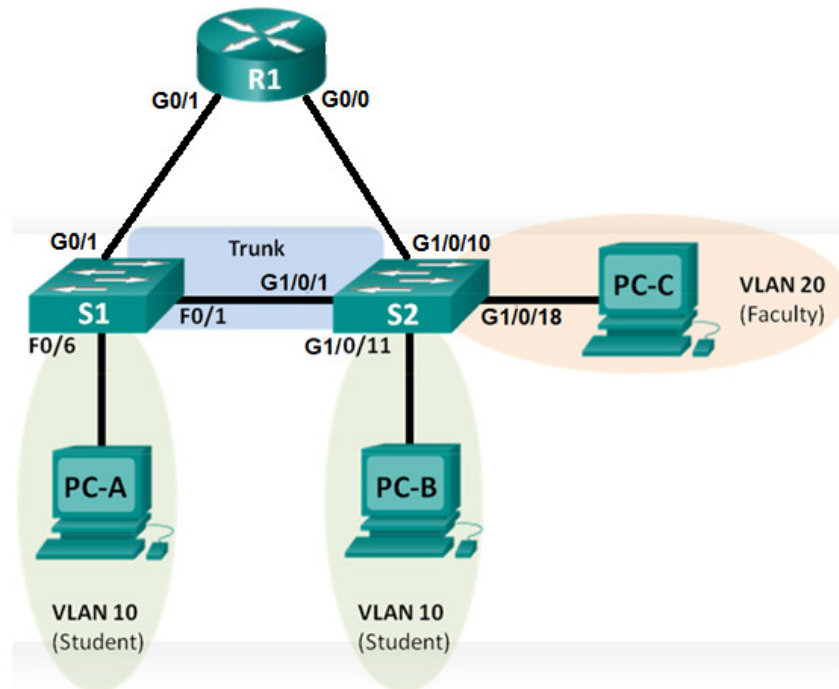 R1
G0/1
G0/0
G0/1
Trunk
G1/0/10
G1/0/1
S1
F0/1
S2
G1/0/18
PC-C
VLAN 20
(Faculty)
F0/6
G1/0/11
PC-A
PC-B
VLAN 10
(Student)
VLAN 10
(Student)